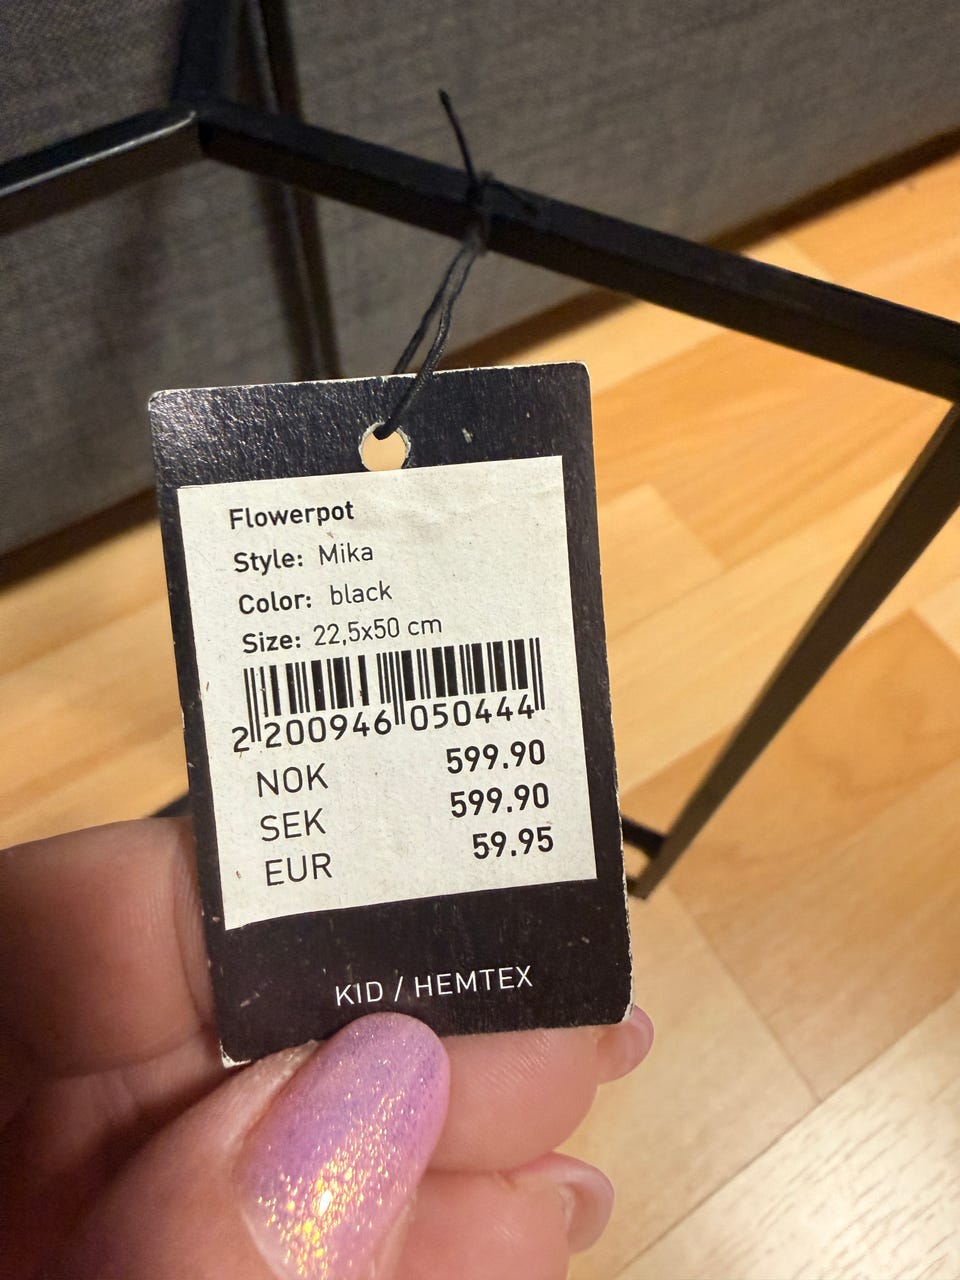 Flowerpot
Style: Mika
Color: black
Size: 22,5x50 cm
2 200946 050444
NOK 599.90
SEK 599.90
EUR 59.95
KID / HEMTEX